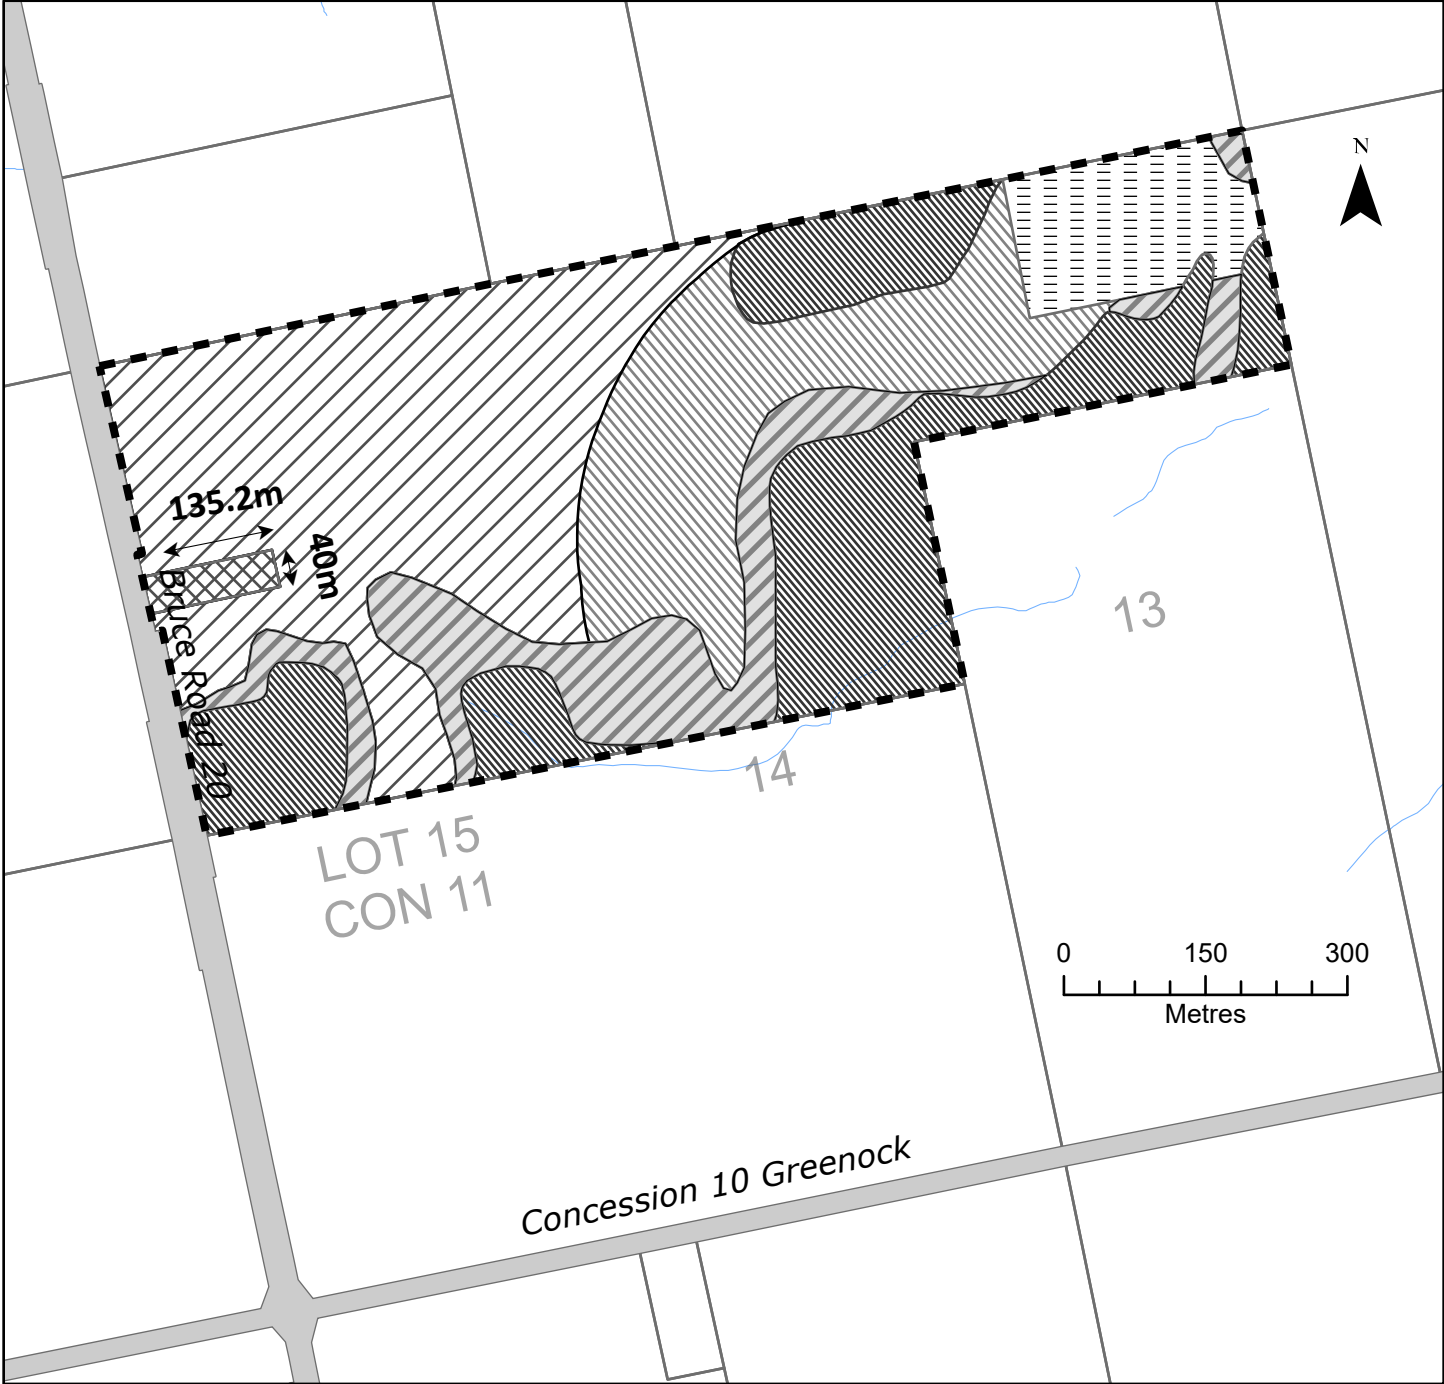 N
135.2m
40m
Bruce Road 20
13
14
LOT 15
CON 11
0 150 300
Metres
Concession 10 Greenock